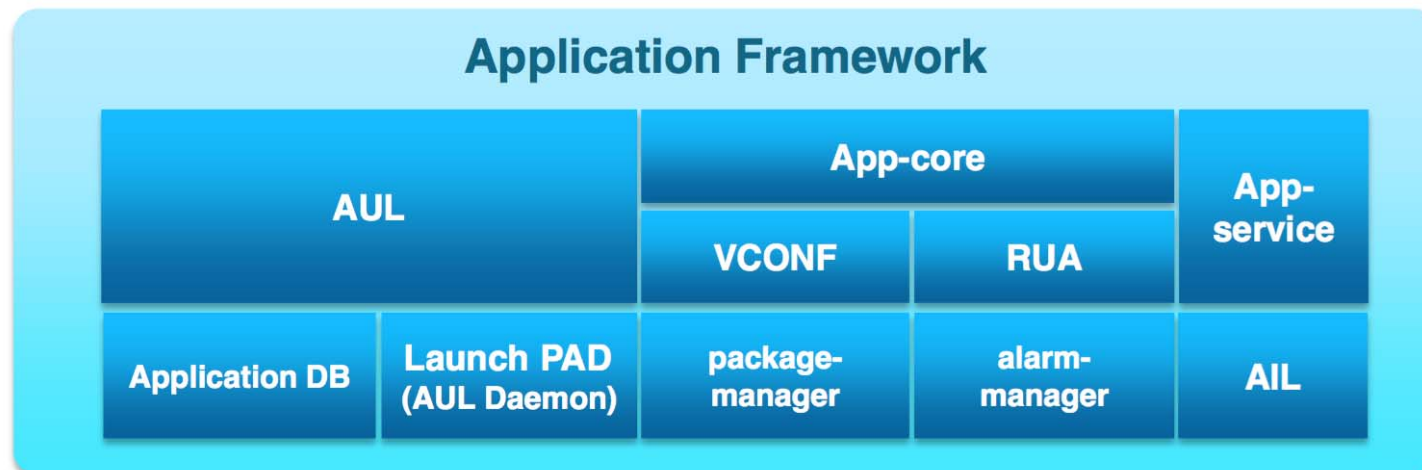 Application Framework
AUL
App-core
App-
service
VCONF
RUA
Application DB
Launch PAD
(AUL Daemon)
package-
manager
alarm-
manager
AIL